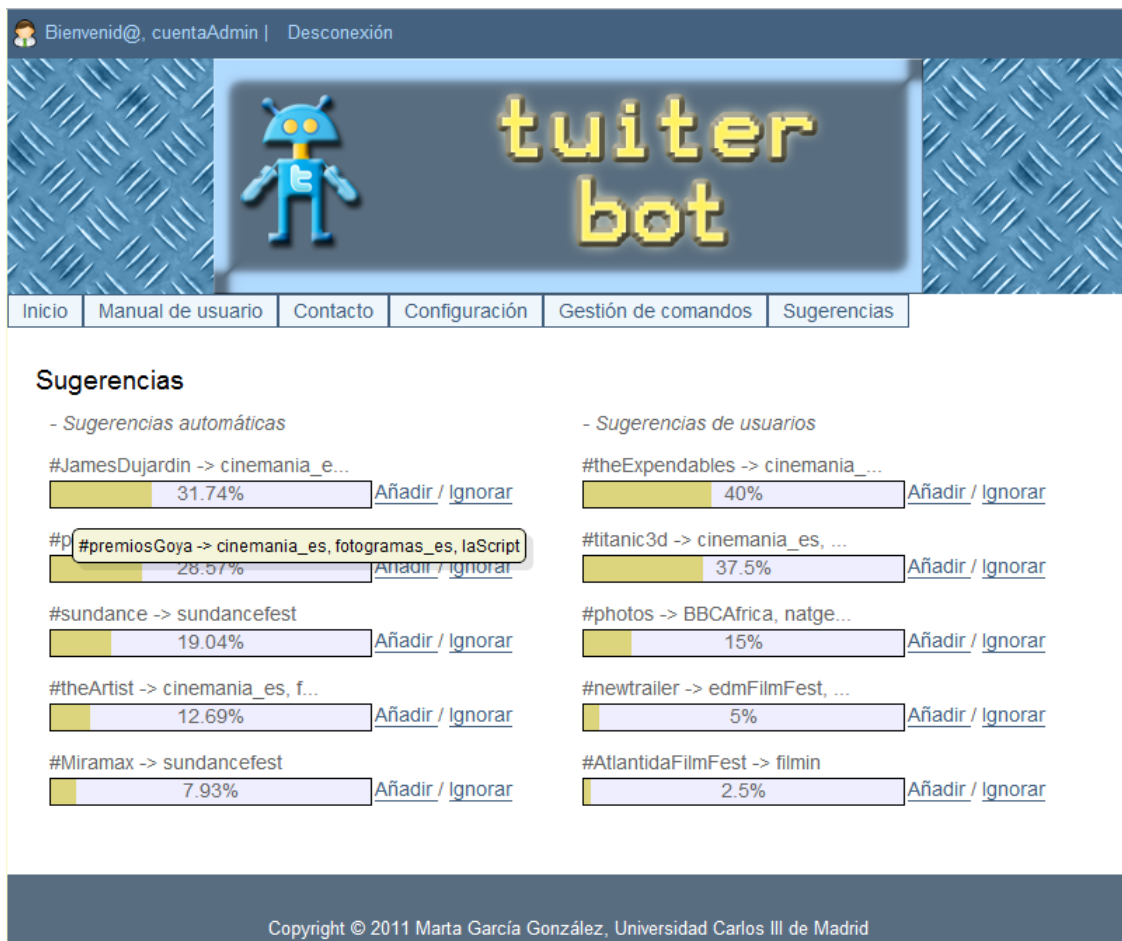 Bienvenid@, cuentaAdmin | Desconexión
tuiter
bot
t
Inicio Manual de usuario Contacto Configuración Gestión de comandos Sugerencias
Sugerencias
- Sugerencias automáticas
#JamesDujardin -> cinemania_e...
31.74% Añadir / Ignorar
#p
#premiosGoya -> cinemania_es, fotogramas_es, laScript
28.57% Añadir / Ignorar
#sundance -> sundancefest
19.04% Añadir / Ignorar
#theArtist -> cinemania_es, f...
12.69% Añadir / Ignorar
#Miramax -> sundancefest
7.93% Añadir / Ignorar
- Sugerencias de usuarios
#theExpendables -> cinemania_...
40% Añadir / Ignorar
#titanic3d -> cinemania_es, ...
37.5% Añadir / Ignorar
#photos -> BBCAfrica, natge...
15% Añadir / Ignorar
#newtrailer -> edmFilmFest, ...
5% Añadir / Ignorar
#AtlantidaFilmFest -> filmin
2.5% Añadir / Ignorar
Copyright © 2011 Marta García González, Universidad Carlos III de Madrid